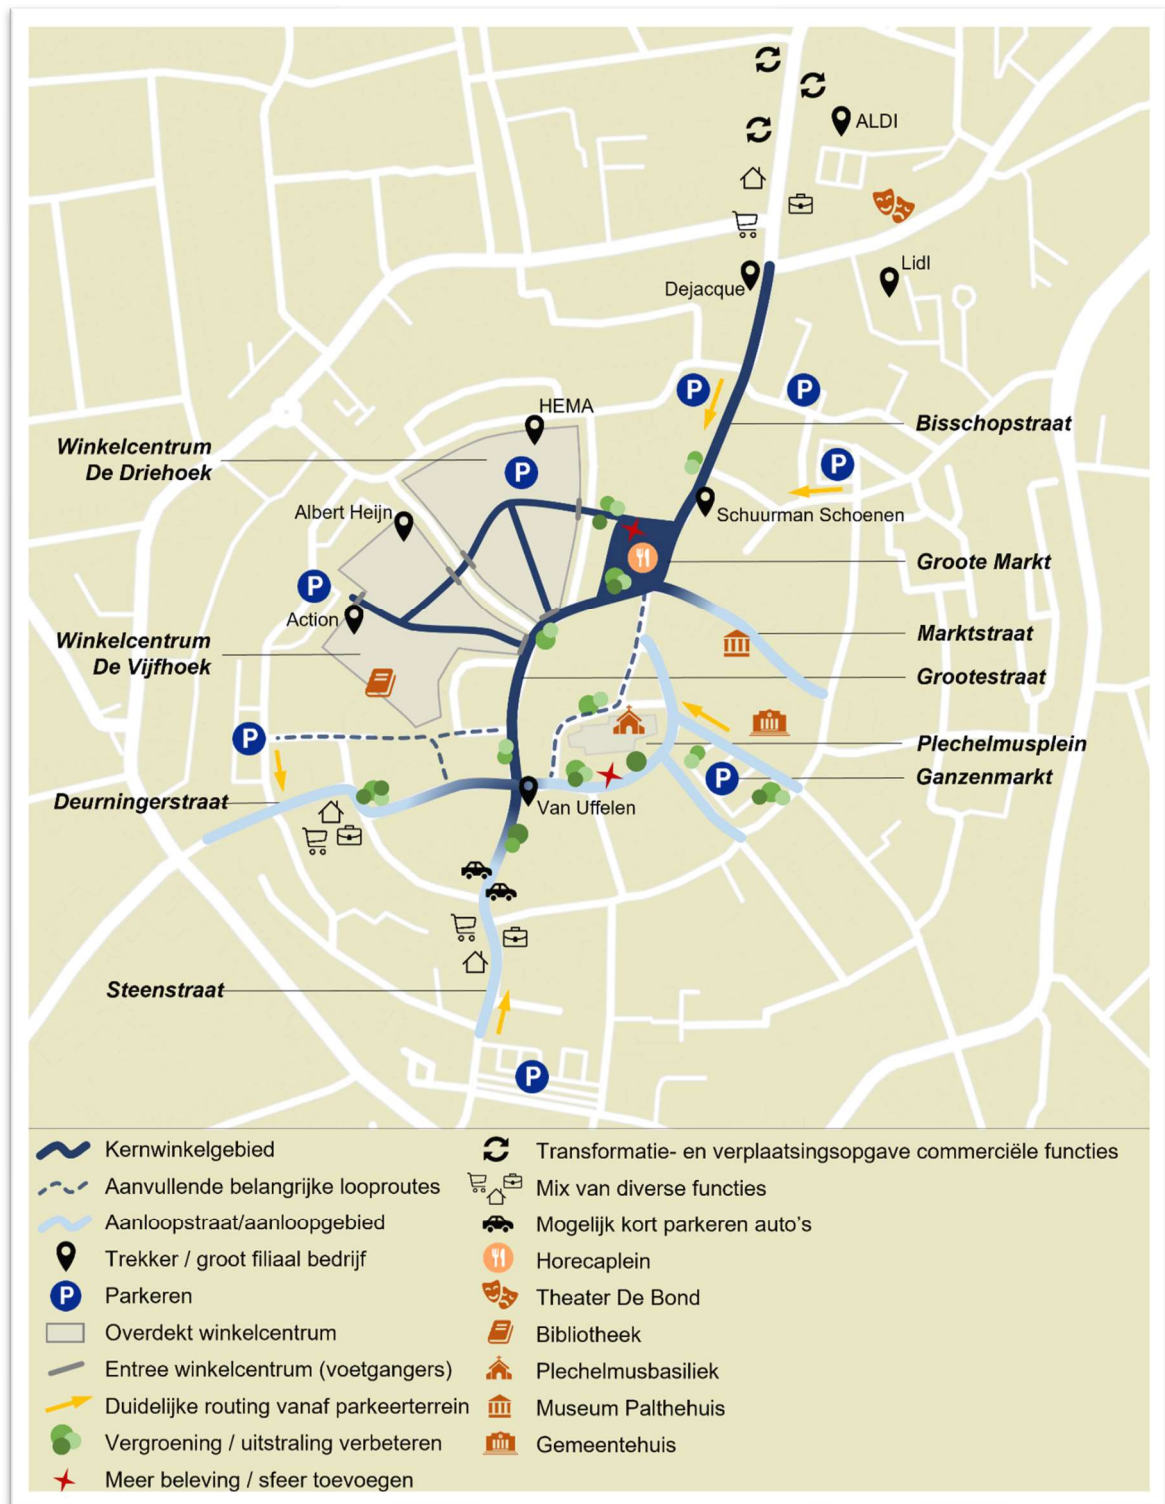 ALDI
Lidl
Dejacque
P
P
HEMA
Bisschopstraat
Winkelcentrum
De Driehoek
P
P
Albert Heijn
Schuurman Schoenen
Groote Markt
P
Action
Marktstraat
Winkelcentrum
De Vijfhoek
Grootestraat
P
Plechelmusplein
P
Ganzenmarkt
Deurningerstraat
Van Uffelen
Steenstraat
P
Kernwinkelgebied
Aanvullende belangrijke looproutes
Aanloopstraat/aanloopgebied
Trekker / groot filiaal bedrijf
P
Parkeren
Overdekt winkelcentrum
Entree winkelcentrum (voetgangers)
Duidelijke routing vanaf parkeerterrein
Vergroening / uitstraling verbeteren
Meer beleving / sfeer toevoegen
Transformatie- en verplaatsingsopgave commerciële functies
Mix van diverse functies
Mogelijk kort parkeren auto's
Horecaplein
Theater De Bond
Bibliotheek
Plechelmusbasiliek
Museum Palthehuis
Gemeentehuis